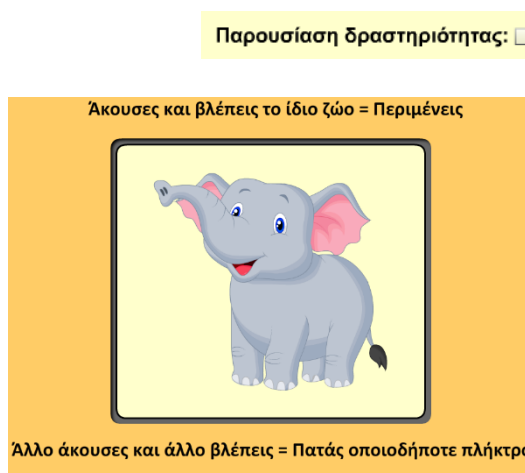 Παρουσίαση δραστηριότητας:
Άκουσες και βλέπεις το ίδιο ζώο = Περιμένεις
Άλλο άκουσες και άλλο βλέπεις = Πατάς οποιοδήποτε πλήκτρο